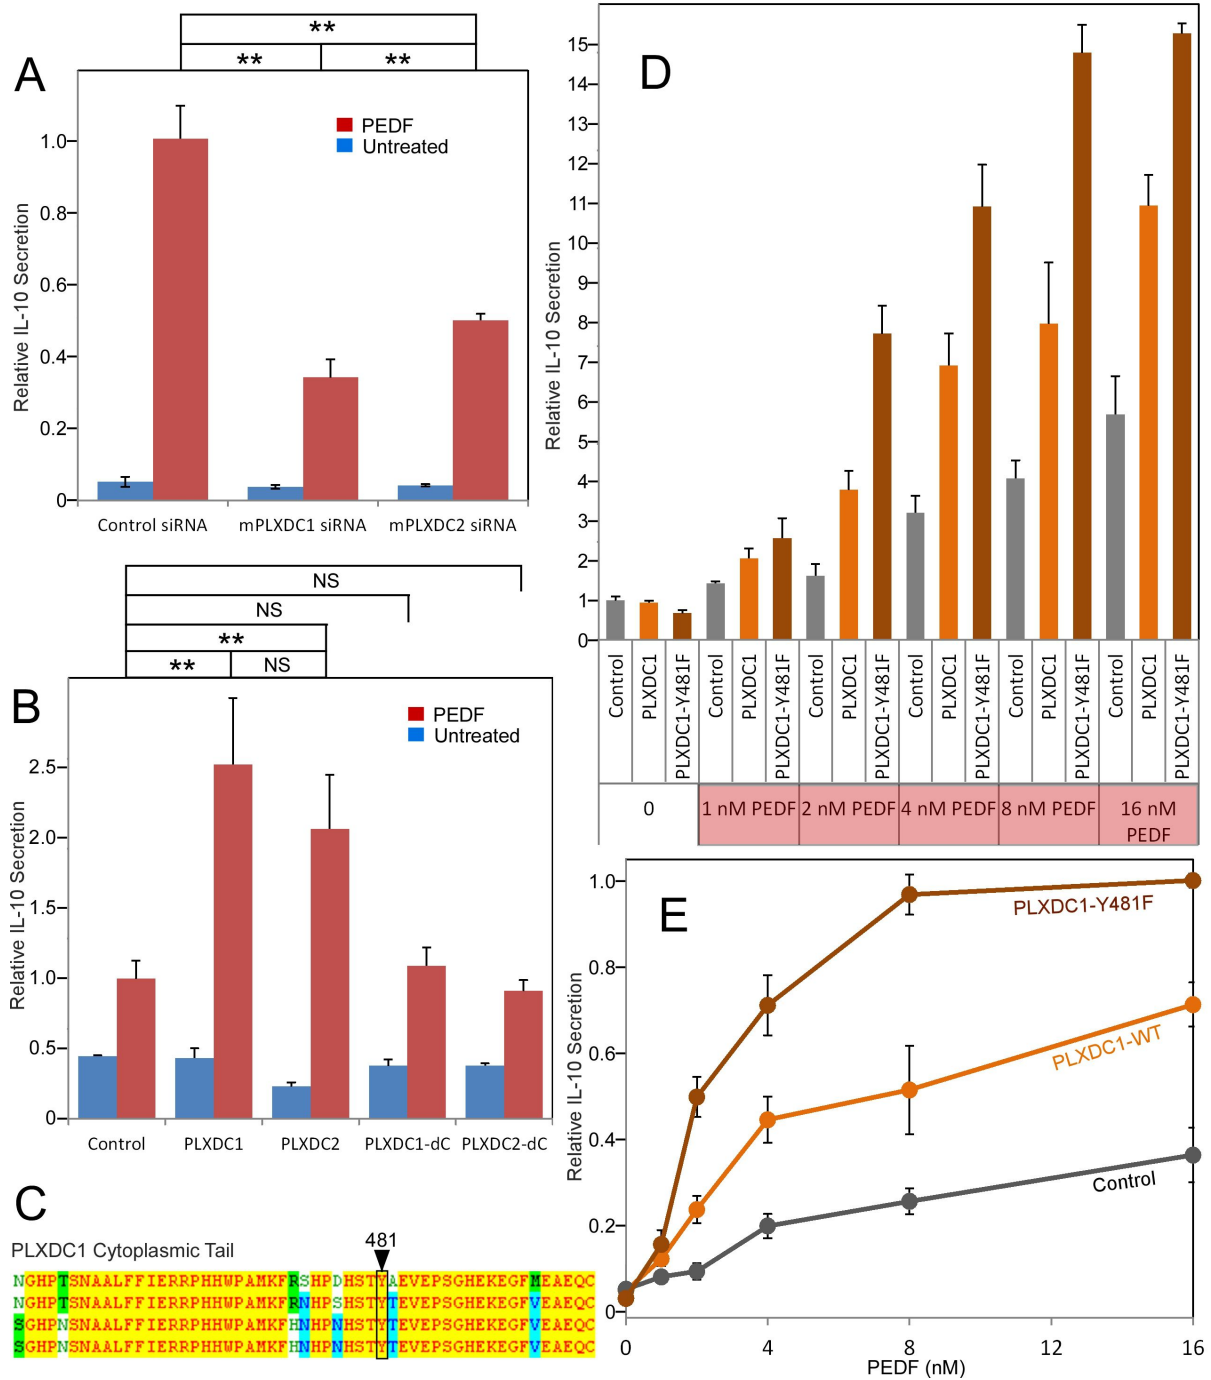 A
**
** **
PEDF
Untreated
Relative IL-10 Secretion
1.0
0.8
0.6
0.4
0.2
0
Control siRNA mPLXDC1 siRNA mPLXDC2 siRNA
B
NS
NS
**
** NS
PEDF
Untreated
Relative IL-10 Secretion
2.5
2.0
1.5
1.0
0.5
0
Control PLXDC1 PLXDC2 PLXDC1-dC PLXDC2-dC
C
PLXDC1 Cytoplasmic Tail
481
NGHPTSNAALFFIERRPHHWPAMKFRSHPDHSTYAEVEPSGHEKEGFMEAEQC
NGHPTSNAALFFIERRPHHWPAMKFRNHPSHSTYTEVEPSGHEKEGFVEAEQC
SGHPNSNAALFFIERRPHHWPAMKFHNHPNHSTYTEVEPSGHEKEGFVEAEQC
SGHPNSNAALFFIERRPHHWPAMKFHNHPNHSTYTEVEPSGHEKEGFVEAEQC
D
Relative IL-10 Secretion
15
14
13
12
11
10
9
8
7
6
5
4
3
2
1
0
Control
PLXDC1
PLXDC1-Y481F
Control
PLXDC1
PLXDC1-Y481F
Control
PLXDC1
PLXDC1-Y481F
Control
PLXDC1
PLXDC1-Y481F
Control
PLXDC1
PLXDC1-Y481F
Control
PLXDC1
PLXDC1-Y481F
0 1 nM PEDF 2 nM PEDF 4 nM PEDF 8 nM PEDF 16 nM
PEDF
E
Relative IL-10 Secretion
1.0
0.8
0.6
0.4
0.2
0
PLXDC1-Y481F
PLXDC1-WT
Control
0 4 8 12 16
PEDF (nM)